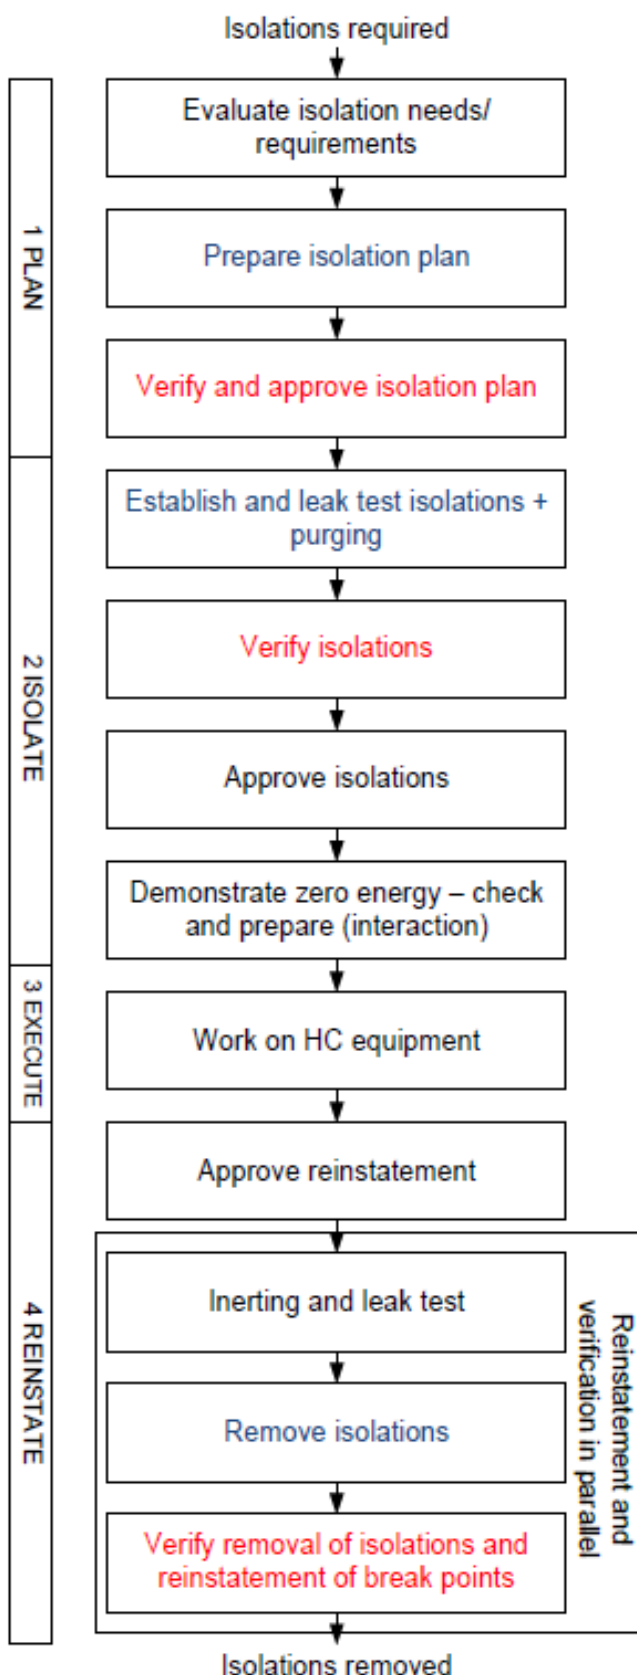 Isolations required
1 PLAN
Evaluate isolation needs/
requirements
Prepare isolation plan
Verify and approve isolation plan
2 ISOLATE
Establish and leak test isolations +
purging
Verify isolations
Approve isolations
Demonstrate zero energy – check
and prepare (interaction)
3 EXECUTE
Work on HC equipment
4 REINSTATE
Approve reinstatement
Inerting and leak test
Remove isolations
Verify removal of isolations and
reinstatement of break points
Reinstatement and
verification in parallel
Isolations removed